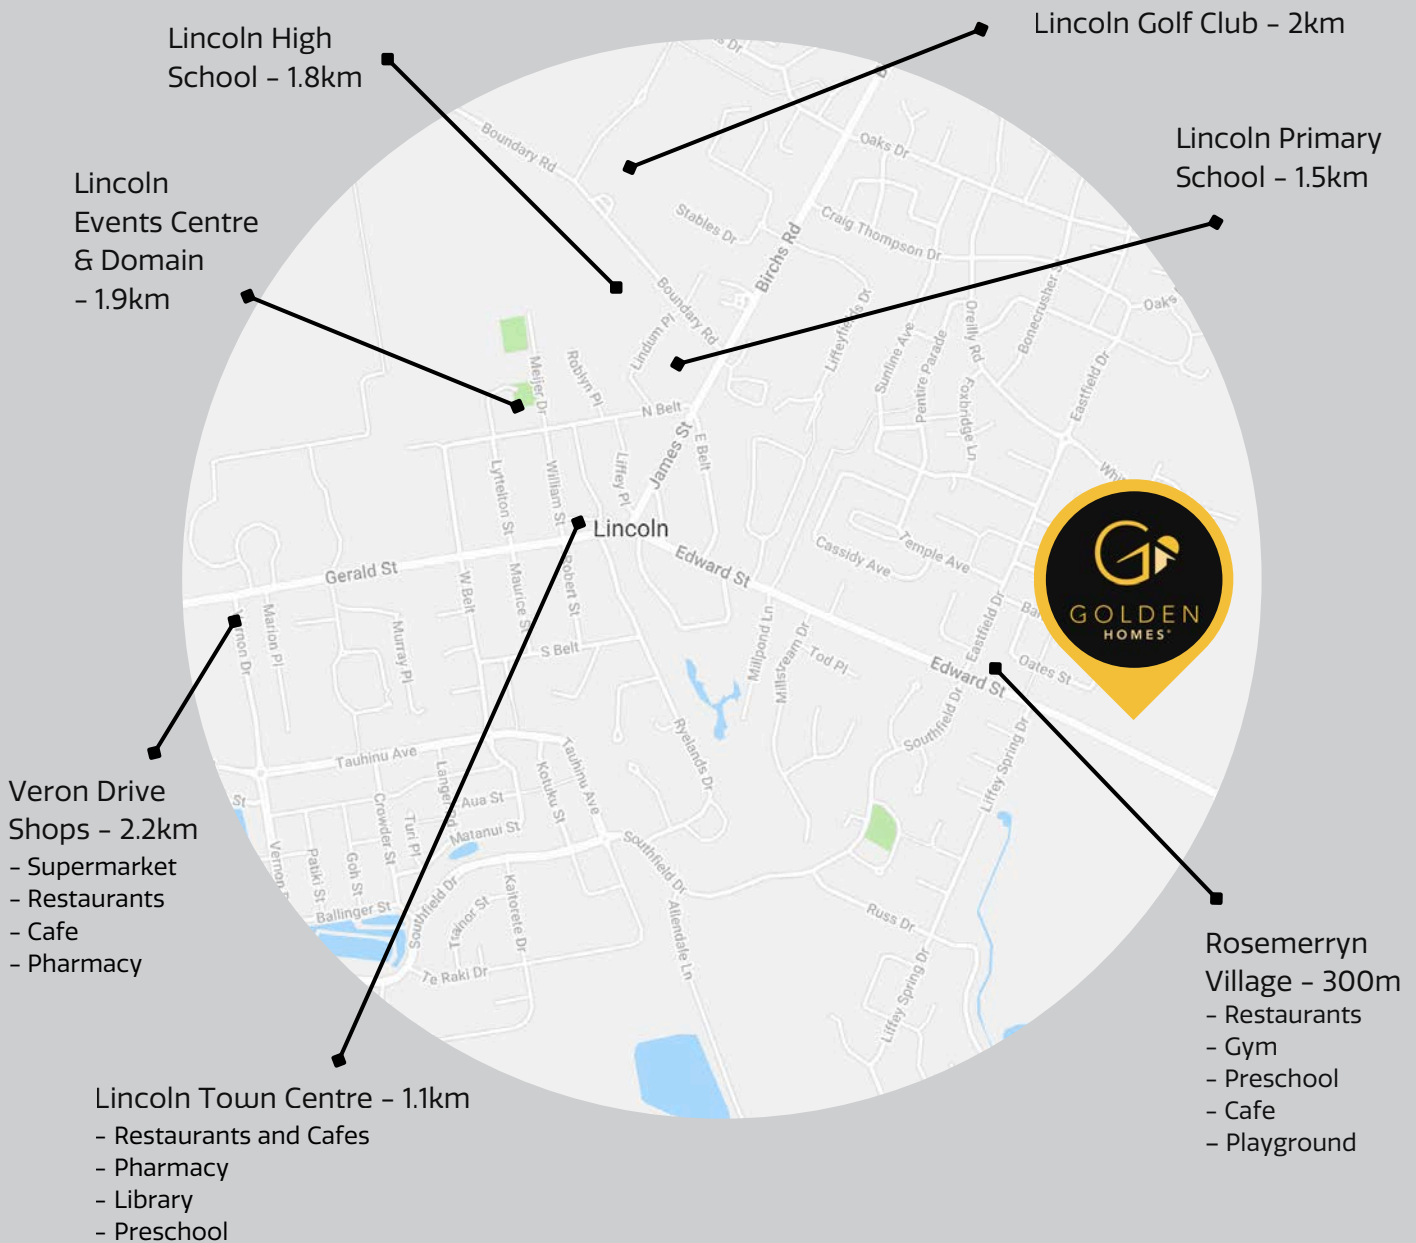 Lincoln Golf Club - 2km
Lincoln High
School - 1.8km
Lincoln Primary
School - 1.5km
Lincoln
Events Centre
& Domain
- 1.9km
Boundary Rd
Oaks Dr
Stables Dr
Craig Thompson Dr
Birchs Rd
Boundary Rd
Lindum Pl
Liffeyfields Dr
Sunline Ave
Pentire Parade
Oreilly Rd
Bonecrusher
Oaks
Eastfield Dr
Foxbridge Ln
Meijer Dr
Roblyn Pl
N Belt
James St
E Belt
Liffey Pl
William St
Lyttelton St
Lincoln
Gerald St
Edward St
Cassidy Ave
Temple Ave
Eastfield Dr
GOLDEN
HOMES
W Belt
Maurice St
Robert St
Marion Pl
Vernon Dr
Murray Pl
S Belt
Millpond Ln
Millstream Dr
Tod Pl
Edward St
Oates St
Southfield Dr
Liffey Spring Dr
Ryelands Dr
Tauhinu Ave
Tauhinu Ave
Kotuku St
Aua St
Matanui St
Crowder St
Turi Pl
St
Veron Drive
Shops - 2.2km
- Supermarket
- Restaurants
- Cafe
- Pharmacy
Patiki St
Goh St
Ballinger St
Southfield Dr
Trainor St
Kaitorete Dr
Te Raki Dr
Southfield Dr
Allendale Ln
Russ Dr
Liffey Spring Dr
Rosemerryn
Village - 300m
- Restaurants
- Gym
- Preschool
- Cafe
- Playground
Lincoln Town Centre - 1.1km
- Restaurants and Cafes
- Pharmacy
- Library
- Preschool